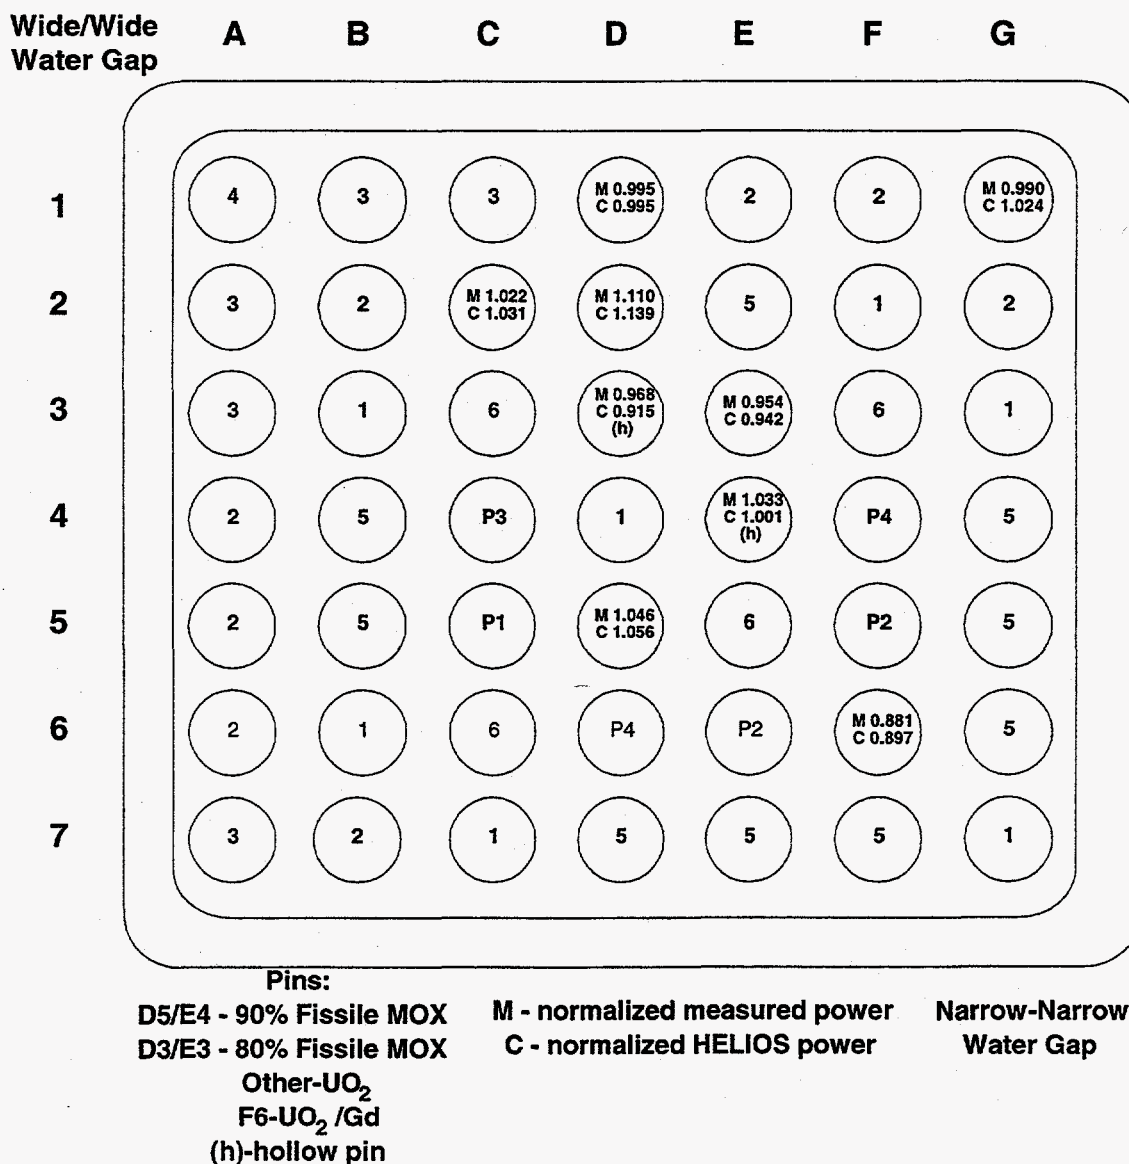 Wide/Wide
Water Gap
A B C D E F G
1
4 3 3 M 0.995 2 2 M 0.990
C 0.995 C 1.024
2
3 2 M 1.022 M 1.110 5 1 2
C 1.031 C 1.139
3
3 1 6 M 0.968 M 0.954 6 1
C 0.915 C 0.942
(h)
4
2 5 P3 1 M 1.033 P4 5
C 1.001
(h)
5
2 5 P1 M 1.046 6 P2 5
C 1.056
6
2 1 6 P4 P2 M 0.881 5
C 0.897
7
3 2 1 5 5 5 1
Pins:
D5/E4 - 90% Fissile MOX
D3/E3 - 80% Fissile MOX
Other-UO2
F6-UO2 /Gd
(h)-hollow pin
M - normalized measured power
C - normalized HELIOS power
Narrow-Narrow
Water Gap